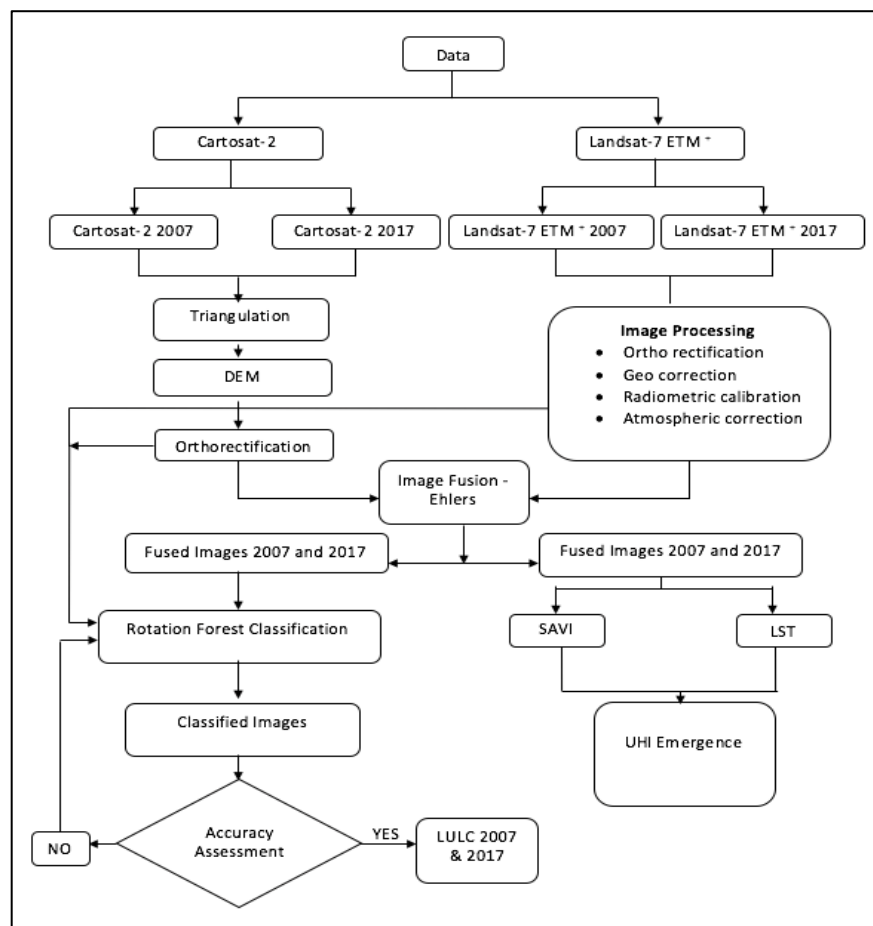 Data
Cartosat-2
Landsat-7 ETM +
Cartosat-2 2007
Cartosat-2 2017
Landsat-7 ETM + 2007
Landsat-7 ETM + 2017
Triangulation
Image Processing
• Ortho rectification
• Geo correction
• Radiometric calibration
• Atmospheric correction
DEM
Orthorectification
Image Fusion -
Ehlers
Fused Images 2007 and 2017
Fused Images 2007 and 2017
Rotation Forest Classification
SAVI
LST
Classified Images
UHI Emergence
Accuracy
Assessment
NO
YES
LULC 2007
& 2017